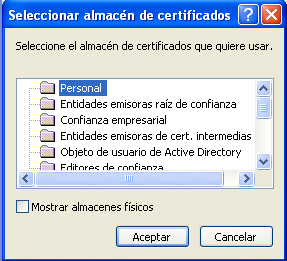 Seleccionar almacén de certificados
Seleccione el almacén de certificados que quiere usar.
Personal
Entidades emisoras raíz de confianza
Confianza empresarial
Entidades emisoras de cert. intermedias
Objeto de usuario de Active Directory
Editores de confianza
Mostrar almacenes físicos
Aceptar
Cancelar